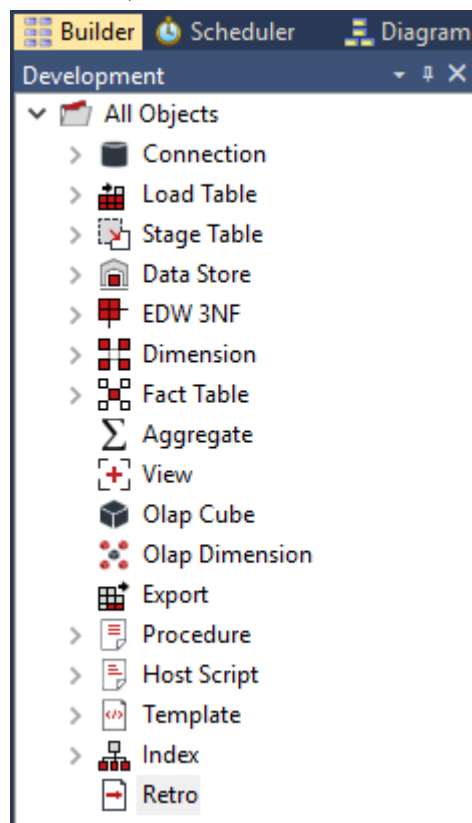 Builder Scheduler Diagram
Development
All Objects
Connection
Load Table
Stage Table
Data Store
EDW 3NF
Dimension
Fact Table
Aggregate
View
Olap Cube
Olap Dimension
Export
Procedure
Host Script
Template
Index
Retro